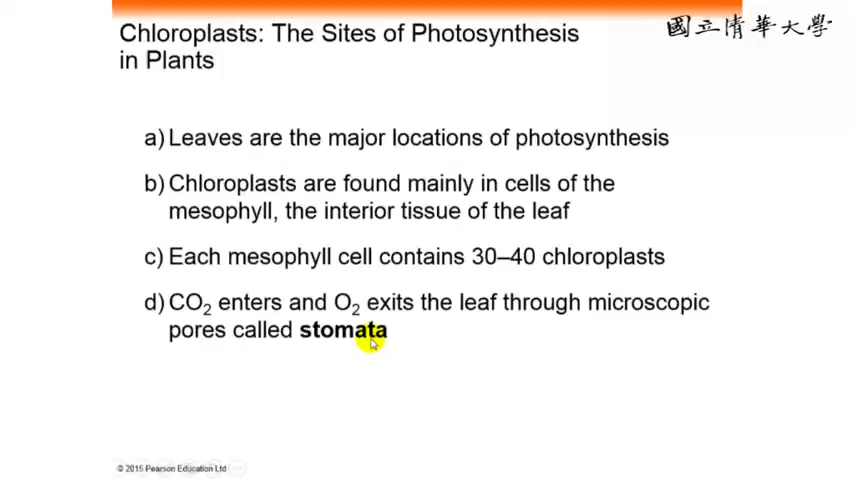 國立清華大學
Chloroplasts: The Sites of Photosynthesis
in Plants
a) Leaves are the major locations of photosynthesis
b) Chloroplasts are found mainly in cells of the
mesophyll, the interior tissue of the leaf
c) Each mesophyll cell contains 30–40 chloroplasts
d) CO₂ enters and O₂ exits the leaf through microscopic
pores called stomata
© 2015 Pearson Education Ltd